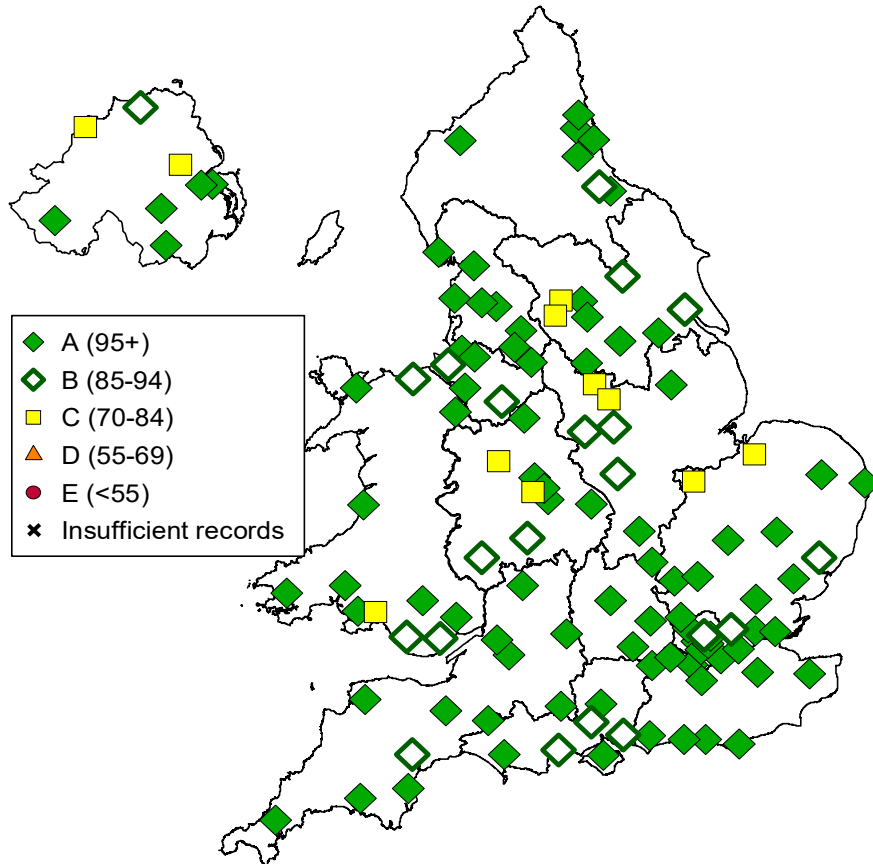 A (95+)
B (85-94)
C (70-84)
D (55-69)
E (<55)
Insufficient records